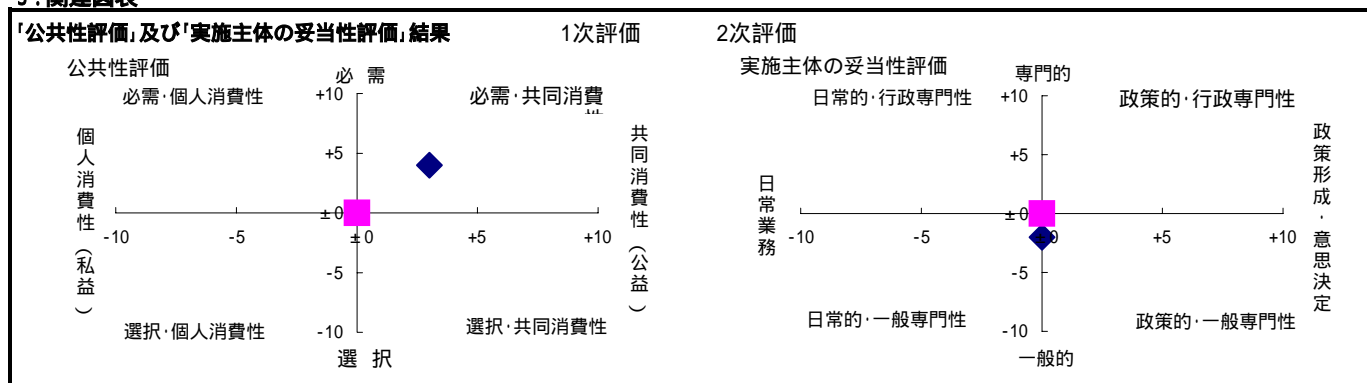 「公共性評価」及び「実施主体の妥当性評価」結果 1次評価 2次評価
公共性評価
必 需
必需・個人消費性
必需・共同消費
+10
+5
±0
-5
-10
-10 -5 ±0 +5 +10
個人消費性(私益)
共同消費性(公益)
選択・個人消費性
選択・共同消費性
選 択
実施主体の妥当性評価
専門的
日常的・行政専門性
政策的・行政専門性
+10
+5
±0
-5
-10
-10 -5 ±0 +5 +10
日常業務
政策形成・意思決定
日常的・一般専門性
政策的・一般専門性
一般的